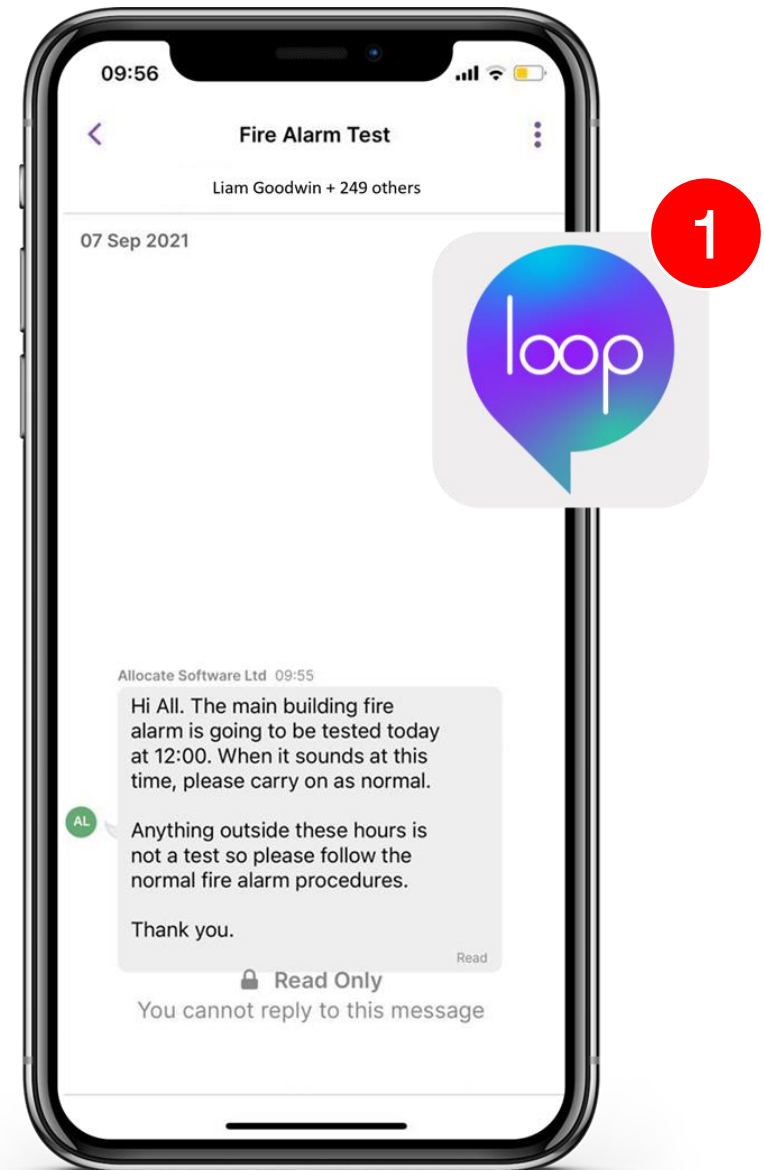 09:56
Fire Alarm Test
Liam Goodwin + 249 others
07 Sep 2021
1
loop
Allocate Software Ltd 09:55
Hi All. The main building fire
alarm is going to be tested today
at 12:00. When it sounds at this
time, please carry on as normal.
AL
Anything outside these hours is
not a test so please follow the
normal fire alarm procedures.
Thank you.
Read
Read Only
You cannot reply to this message